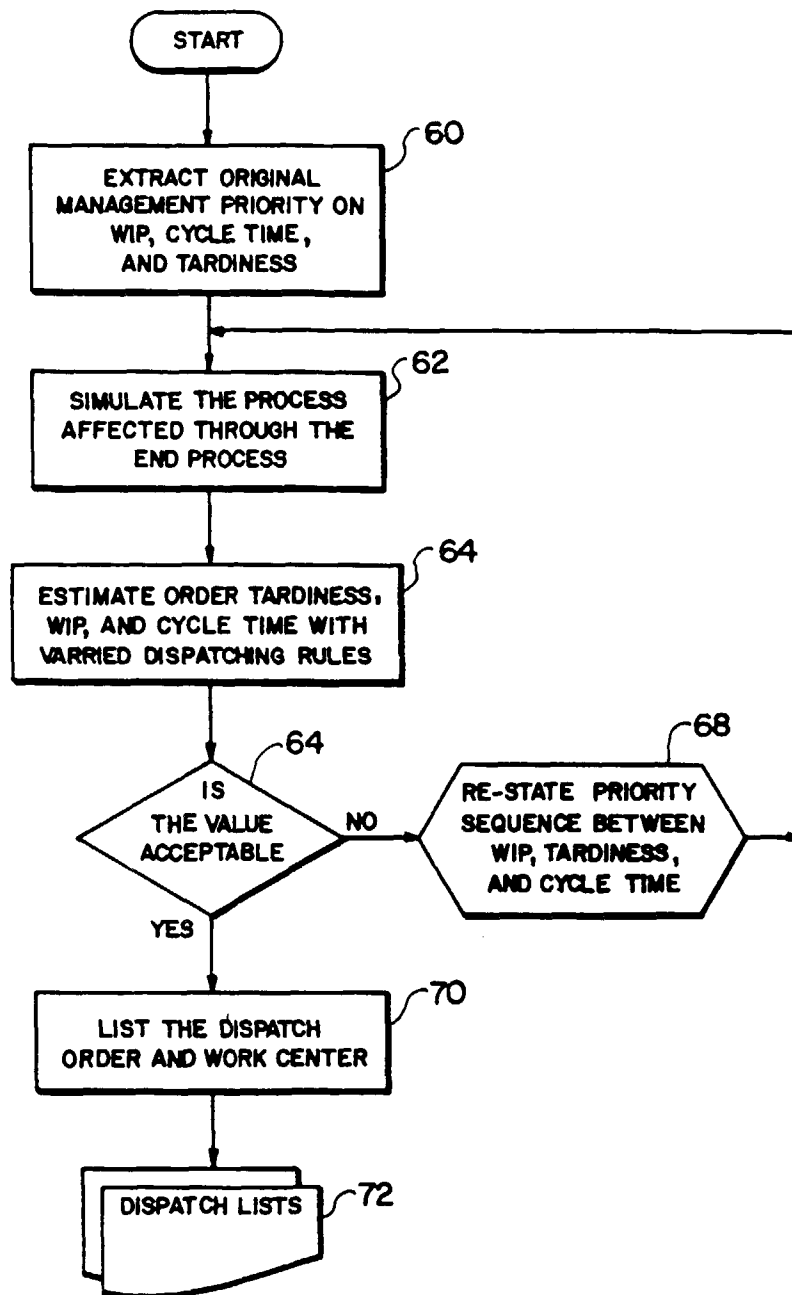 START
60
EXTRACT ORIGINAL
MANAGEMENT PRIORITY ON
WIP, CYCLE TIME,
AND TARDINESS
62
SIMULATE THE PROCESS
AFFECTED THROUGH THE
END PROCESS
64
ESTIMATE ORDER TARDINESS,
WIP, AND CYCLE TIME WITH
VARRIED DISPATCHING RULES
64
IS
THE VALUE
ACCEPTABLE
NO
YES
68
RE-STATE PRIORITY
SEQUENCE BETWEEN
WIP, TARDINESS,
AND CYCLE TIME
70
LIST THE DISPATCH
ORDER AND WORK CENTER
DISPATCH LISTS
72